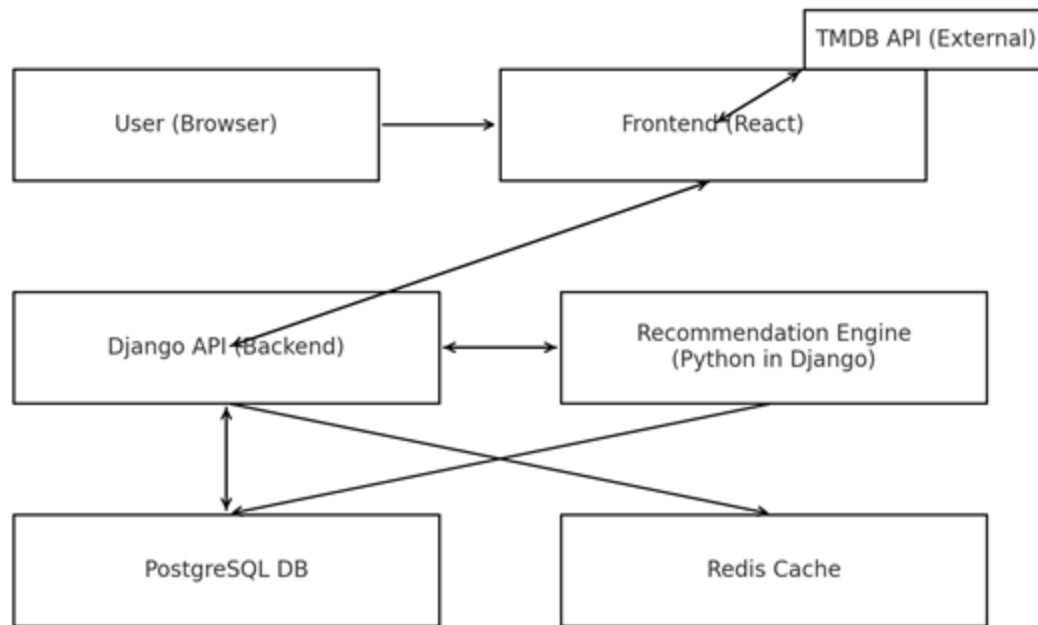 TMDB API (External)
User (Browser)
Frontend (React)
Django API (Backend)
Recommendation Engine
(Python in Django)
PostgreSQL DB
Redis Cache